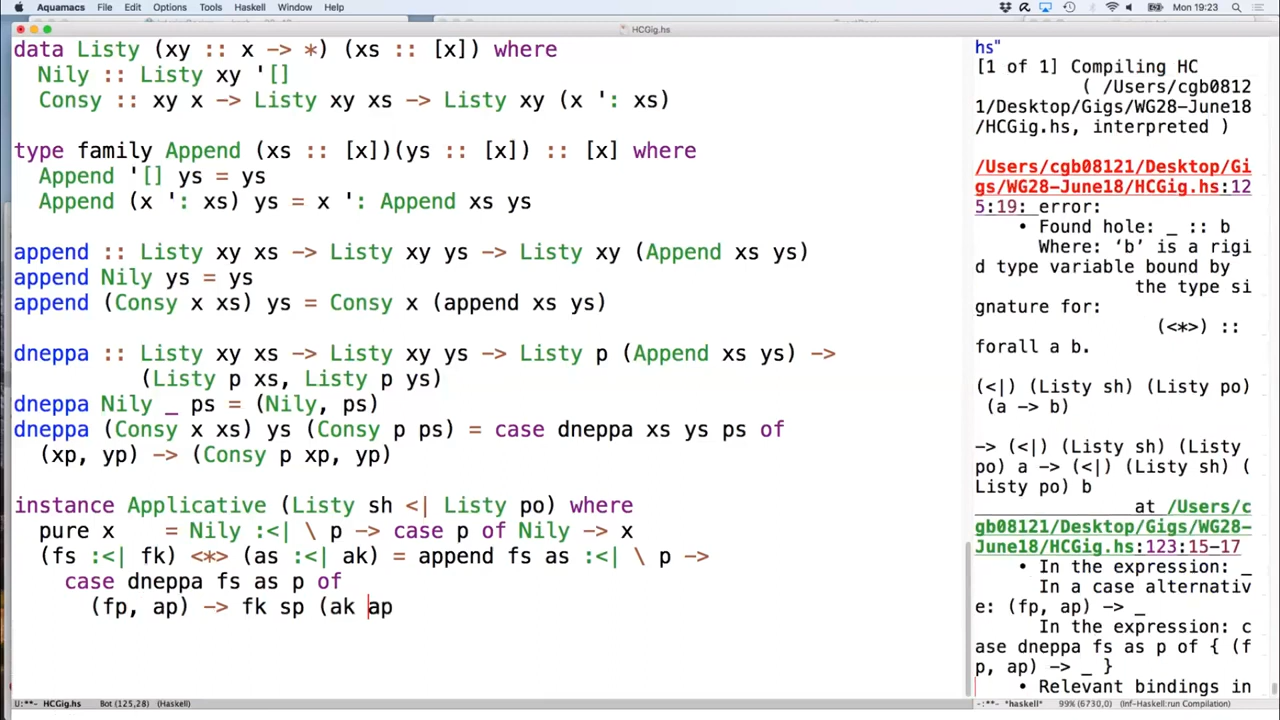 Aquamacs File Edit Options Tools Haskell Window Help Mon 19:23
HCGig.hs
data Listy (xy :: x -> *) (xs :: [x]) where
Nily :: Listy xy '[]
Consy :: xy x -> Listy xy xs -> Listy xy (x ': xs)
type family Append (xs :: [x])(ys :: [x]) :: [x] where
Append '[] ys = ys
Append (x ': xs) ys = x ': Append xs ys
append :: Listy xy xs -> Listy xy ys -> Listy xy (Append xs ys)
append Nily ys = ys
append (Consy x xs) ys = Consy x (append xs ys)
dneppa :: Listy xy xs -> Listy xy ys -> Listy p (Append xs ys) ->
(Listy p xs, Listy p ys)
dneppa Nily _ ps = (Nily, ps)
dneppa (Consy x xs) ys (Consy p ps) = case dneppa xs ys ps of
(xp, yp) -> (Consy p xp, yp)
instance Applicative (Listy sh <| Listy po) where
pure x = Nily :<| \ p -> case p of Nily -> x
(fs :<| fk) <*> (as :<| ak) = append fs as :<| \ p ->
case dneppa fs as p of
(fp, ap) -> fk sp (ak ap
U:**- HCGig.hs Bot (125,28) (Haskell)
hs"
[1 of 1] Compiling HC
( /Users/cgb0812
1/Desktop/Gigs/WG28-June18
/HCGig.hs, interpreted )
/Users/cgb08121/Desktop/Gi
gs/WG28-June18/HCGig.hs:12
5:19: error:
• Found hole: _ :: b
Where: ‘b’ is a rigi
d type variable bound by
the type si
gnature for:
(<*>) ::
forall a b.
(<|) (Listy sh) (Listy po)
(a -> b)
-> (<|) (Listy sh) (Listy
po) a -> (<|) (Listy sh) (
Listy po) b
at /Users/c
gb08121/Desktop/Gigs/WG28-
June18/HCGig.hs:123:15-17
• In the expression: _
In a case alternativ
e: (fp, ap) -> _
In the expression: c
ase dneppa fs as p of { (f
p, ap) -> _ }
• Relevant bindings in
-:**- *haskell* 99% (6730,0) (Inf-Haskell:run Compilation)